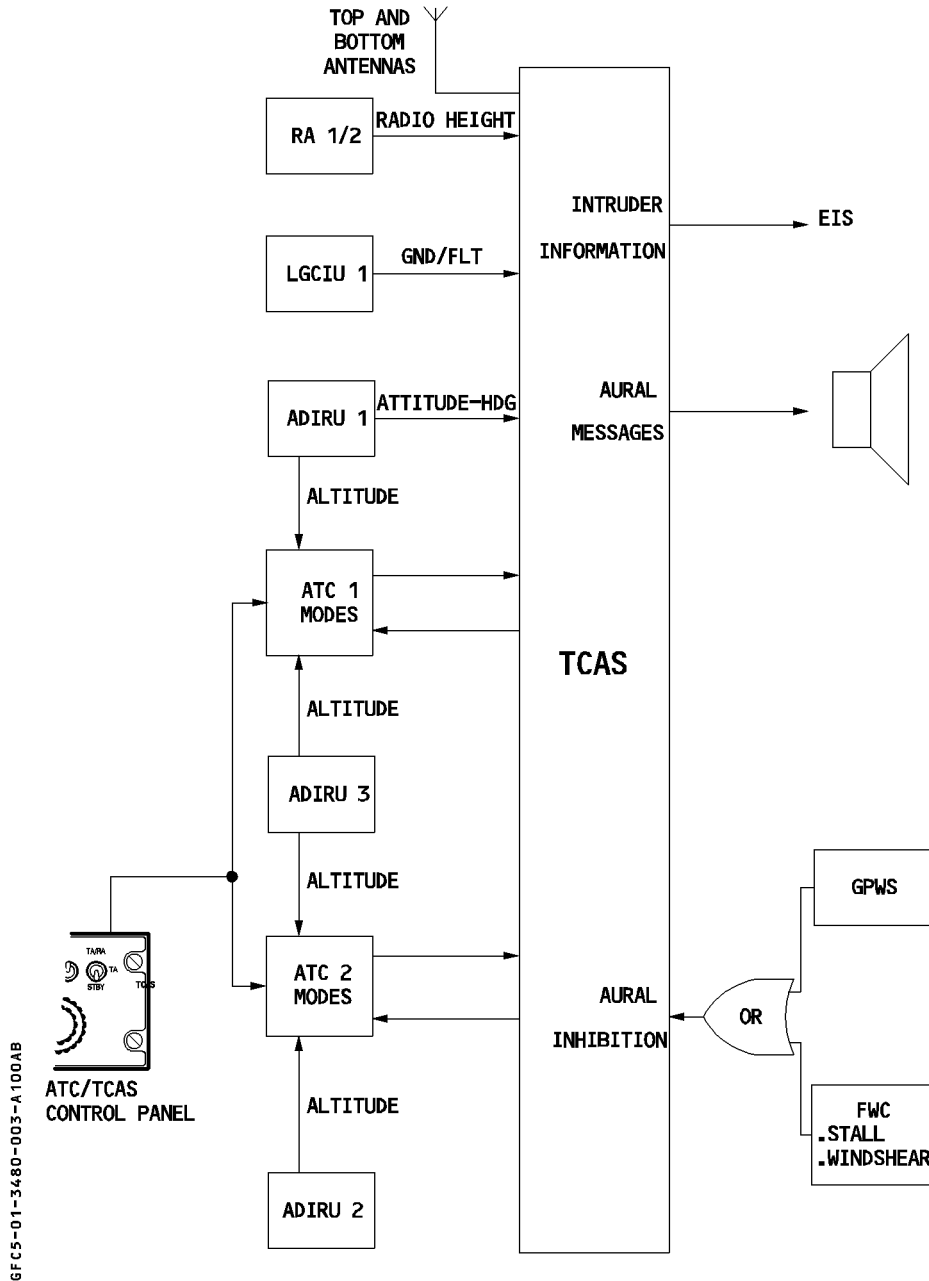 TOP AND
BOTTOM
ANTENNAS
RA 1/2
RADIO HEIGHT
INTRUDER
INFORMATION
EIS
LGCIU 1
GND/FLT
ADIRU 1
ATTITUDE-HDG
AURAL
MESSAGES
ALTITUDE
ATC 1
MODES
TCAS
ALTITUDE
ADIRU 3
ALTITUDE
GPWS
TA/RA
TA
STBY
TCAS
ATC 2
MODES
AURAL
INHIBITION
OR
ATC/TCAS
CONTROL PANEL
ALTITUDE
FWC
.STALL
.WINDSHEAR
ADIRU 2
GFC5-01-3480-003-A100AB